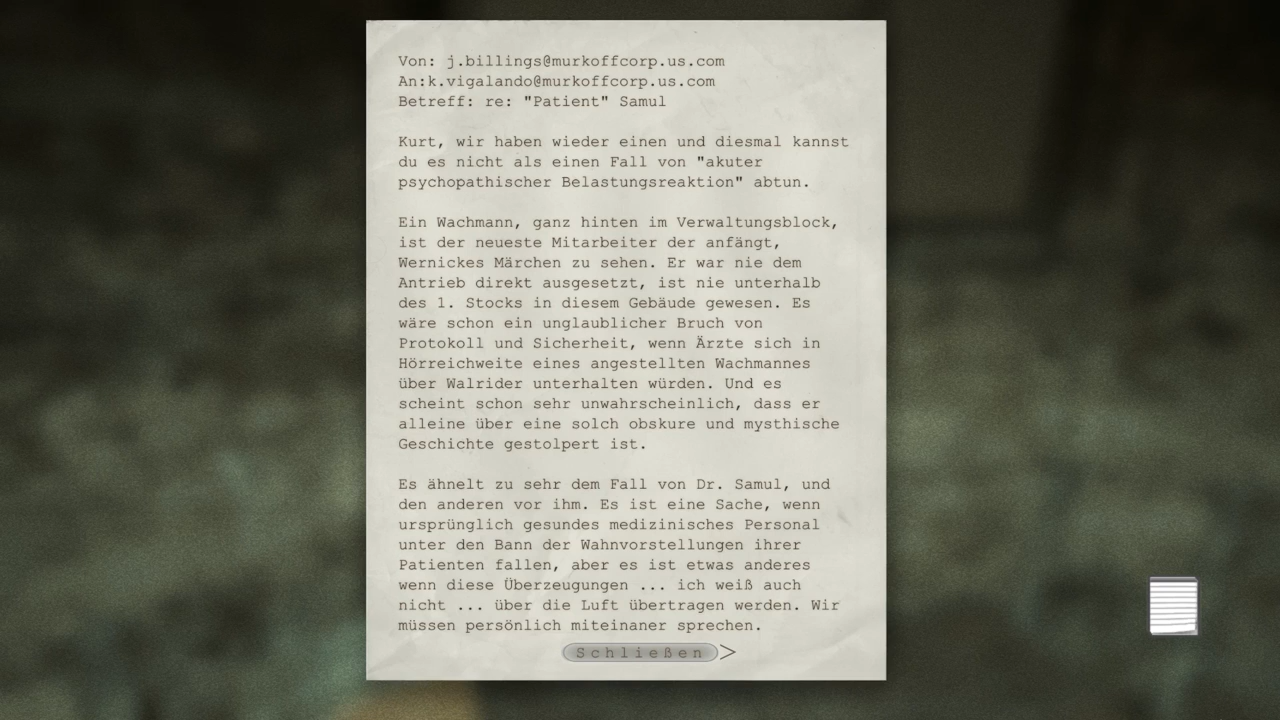 Von: j.billings@murkoffcorp.us.com
An:k.vigalando@murkoffcorp.us.com
Betreff: re: "Patient" Samul
Kurt, wir haben wieder einen und diesmal kannst
du es nicht als einen Fall von "akuter
psychopathischer Belastungsreaktion" abtun.
Ein Wachmann, ganz hinten im Verwaltungsblock,
ist der neueste Mitarbeiter der anfängt,
Wernickes Märchen zu sehen. Er war nie dem
Antrieb direkt ausgesetzt, ist nie unterhalb
des 1. Stocks in diesem Gebäude gewesen. Es
wäre schon ein unglaublicher Bruch von
Protokoll und Sicherheit, wenn Ärzte sich in
Hörreichweite eines angestellten Wachmannes
über Walrider unterhalten würden. Und es
scheint schon sehr unwahrscheinlich, dass er
alleine über eine solch obskure und mysthische
Geschichte gestolpert ist.
Es ähnelt zu sehr dem Fall von Dr. Samul, und
den anderen vor ihm. Es ist eine Sache, wenn
ursprünglich gesundes medizinisches Personal
unter den Bann der Wahnvorstellungen ihrer
Patienten fallen, aber es ist etwas anderes
wenn diese Überzeugungen ... ich weiß auch
nicht ... über die Luft übertragen werden. Wir
müssen persönlich miteinaner sprechen.
Schließen >